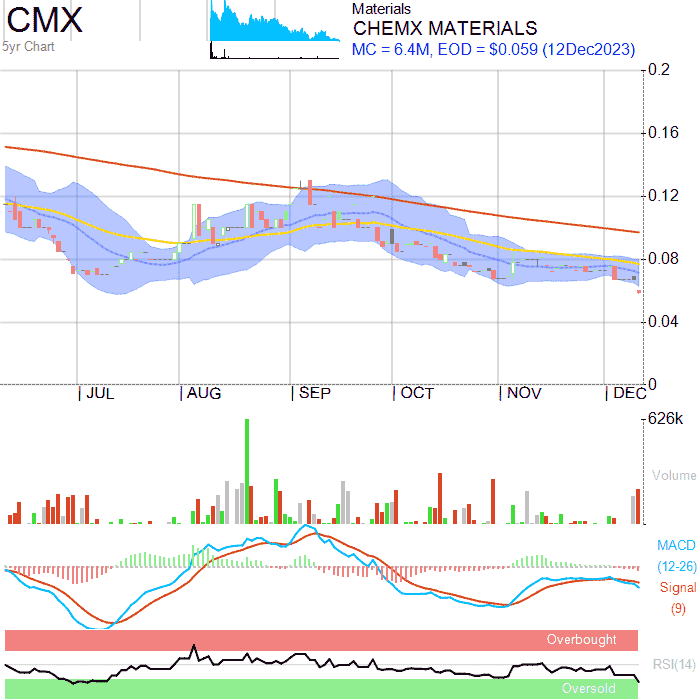 CMX
5yr Chart
Materials
CHEMX MATERIALS
MC = 6.4M, EOD = $0.059 (12Dec2023)
0.2
0.16
0.12
0.08
0.04
0
JUL AUG SEP OCT NOV DEC
626k
Volume
MACD
(12-26)
Signal
(9)
Overbought
RSI(14)
Oversold